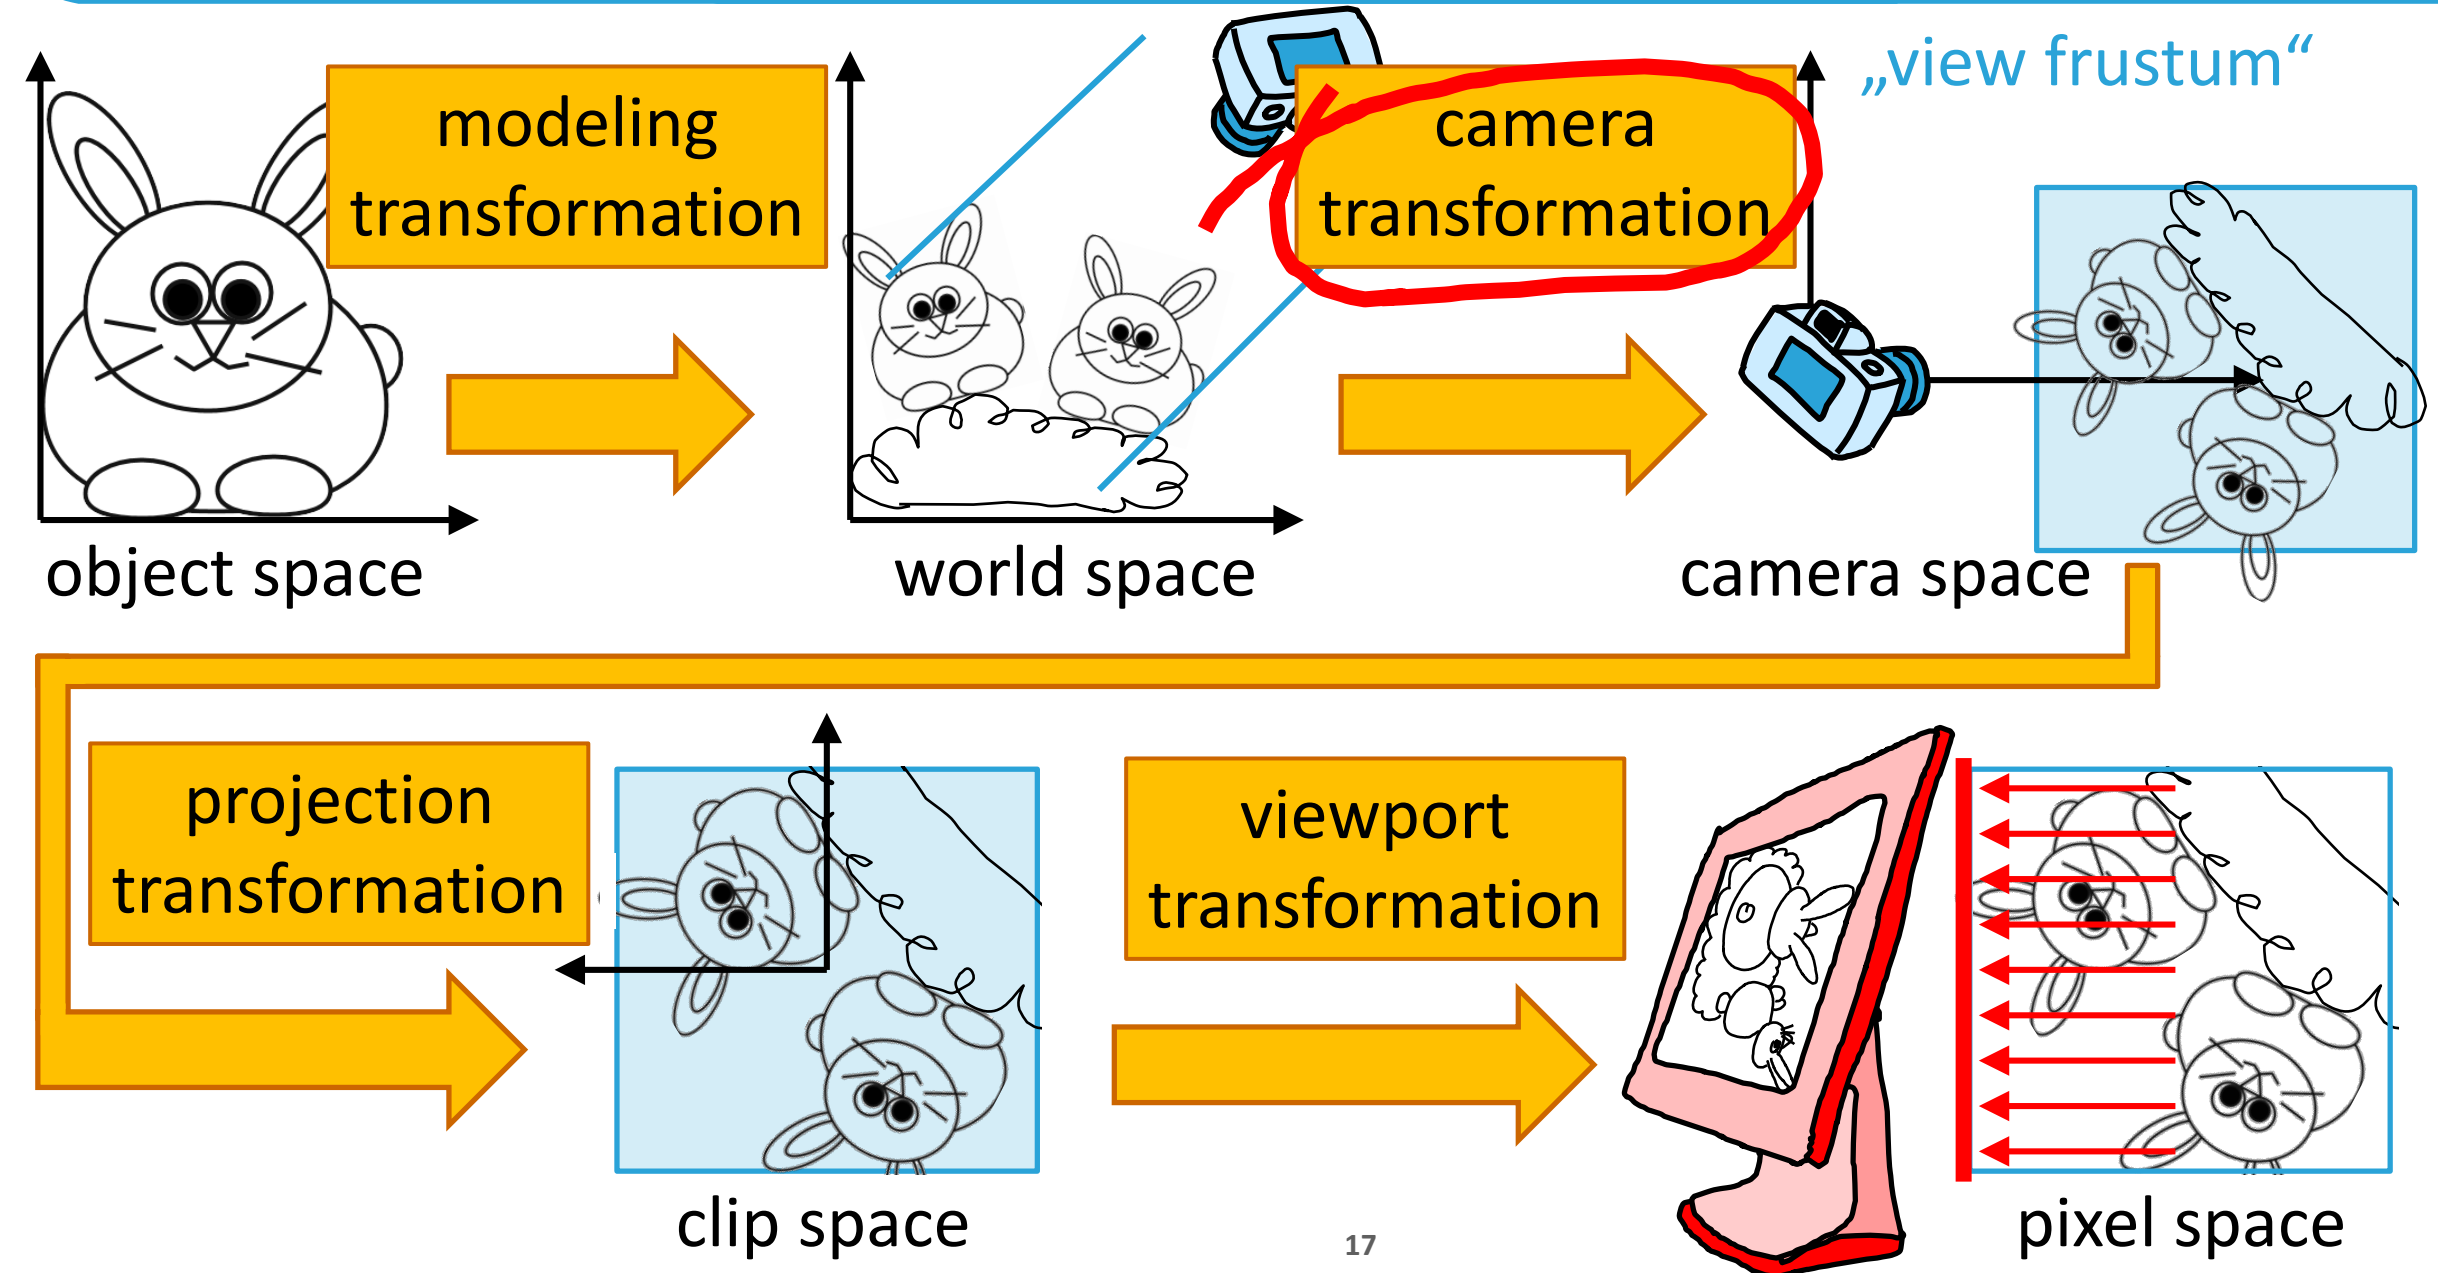 modeling
transformation
camera
transformation
„view frustum“
object space
world space
camera space
projection
transformation
viewport
transformation
clip space
17
pixel space